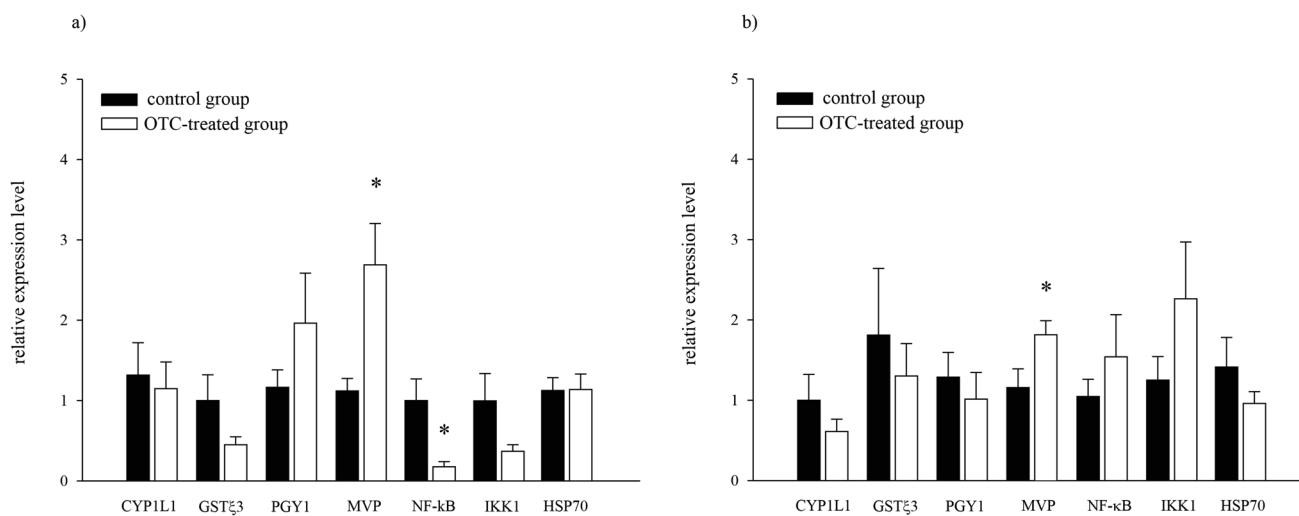 a)
relative expression level
5
4
3
2
1
0
control group
OTC-treated group
*
*
CYP1L1 GSTξ3 PGY1 MVP NF-kB IKK1 HSP70
b)
relative expression level
5
4
3
2
1
0
control group
OTC-treated group
*
CYP1L1 GSTξ3 PGY1 MVP NF-κB IKK1 HSP70